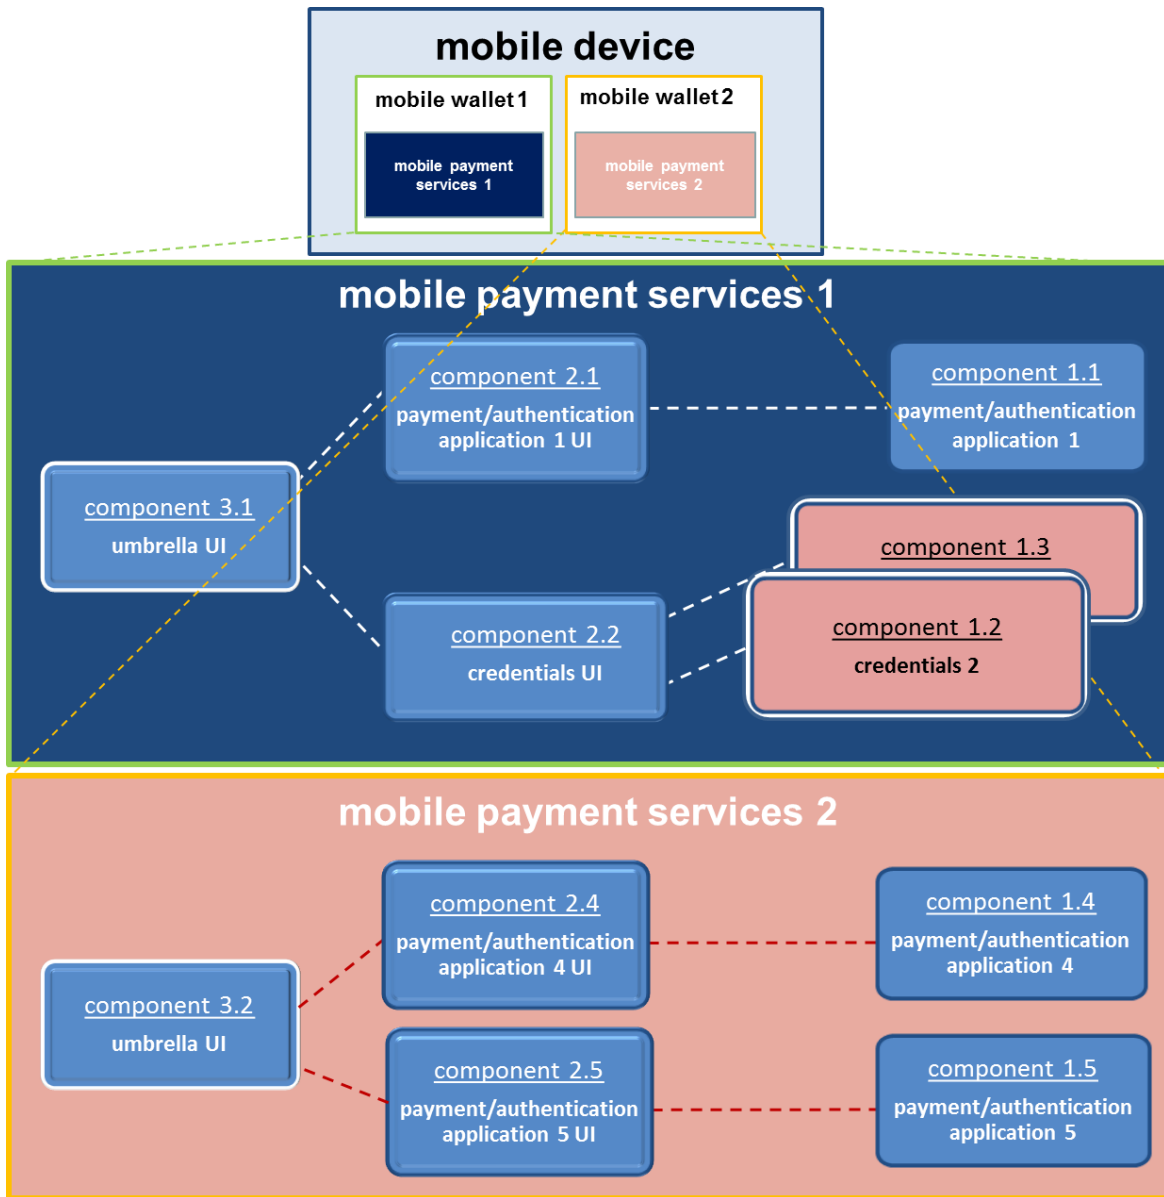 mobile device
mobile wallet 1
mobile payment
services 1
mobile wallet 2
mobile payment
services 2
mobile payment services 1
component 2.1
payment/authentication
application 1 UI
component 1.1
payment/authentication
application 1
component 3.1
umbrella UI
component 1.3
component 2.2
credentials UI
component 1.2
credentials 2
mobile payment services 2
component 2.4
payment/authentication
application 4 UI
component 1.4
payment/authentication
application 4
component 3.2
umbrella UI
component 2.5
payment/authentication
application 5 UI
component 1.5
payment/authentication
application 5